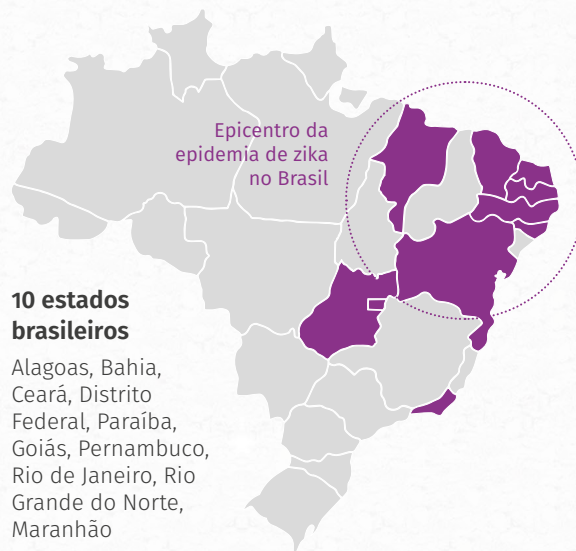 Epicentro da
epidemia de zika
no Brasil
10 estados
brasileiros
Alagoas, Bahia,
Ceará, Distrito
Federal, Paraíba,
Goiás, Pernambuco,
Rio de Janeiro, Rio
Grande do Norte,
Maranhão